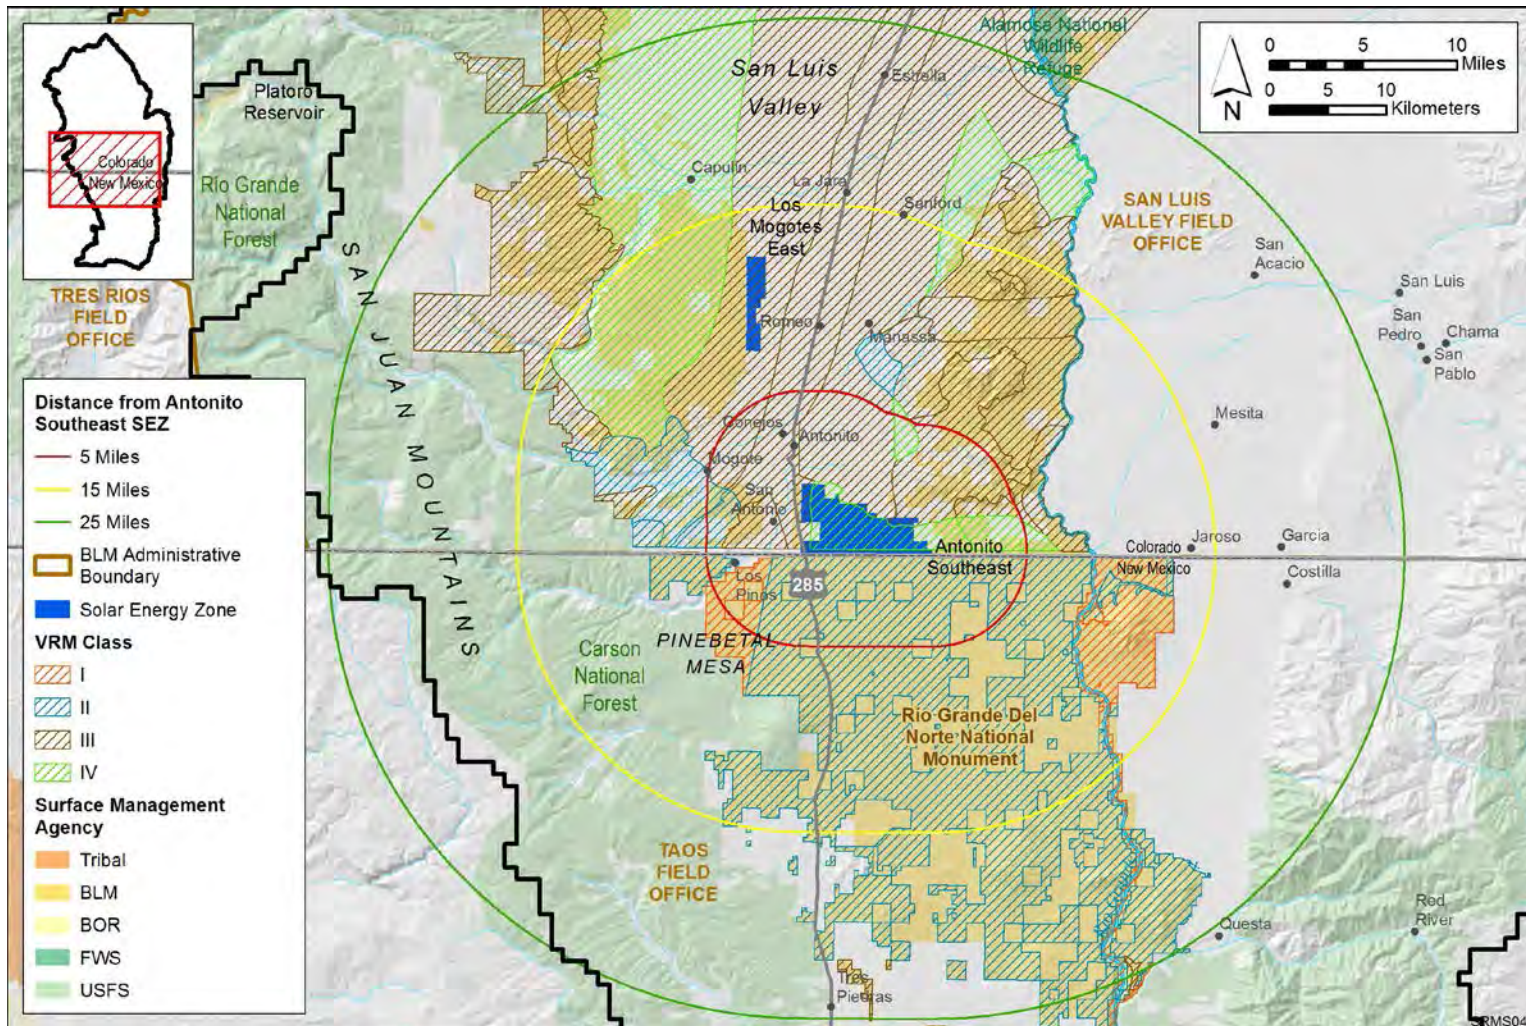 Colorado
New Mexico
Platoro
Reservoir
San Luis
Valley
Estrella
Alamosa National
Wildlife
Refuge
0 5 10
Miles
0 5 10
Kilometers
N
Rio Grande
National
Forest
Capulin
La Jara
Sanford
Los
Mogotes
East
SAN LUIS
VALLEY FIELD
OFFICE
San
Acacio
San Luis
San
Pedro
Chama
San
Pablo
TRES RIOS
FIELD
OFFICE
SAN JUAN MOUNTAINS
Romeo
Manassa
Mesita
Conejos
Antonito
Mogote
San
Antonio
Antonito
Southeast
Colorado
New Mexico
Jaroso
Garcia
Costilla
Los
Pinos
285
PINEBETAL
MESA
Carson
National
Forest
Rio Grande Del
Norte National
Monument
TAOS
FIELD
OFFICE
Questa
Red
River
Tres
Piedras
Distance from Antonito
Southeast SEZ
5 Miles
15 Miles
25 Miles
BLM Administrative
Boundary
Solar Energy Zone
VRM Class
I
II
III
IV
Surface Management
Agency
Tribal
BLM
BOR
FWS
USFS